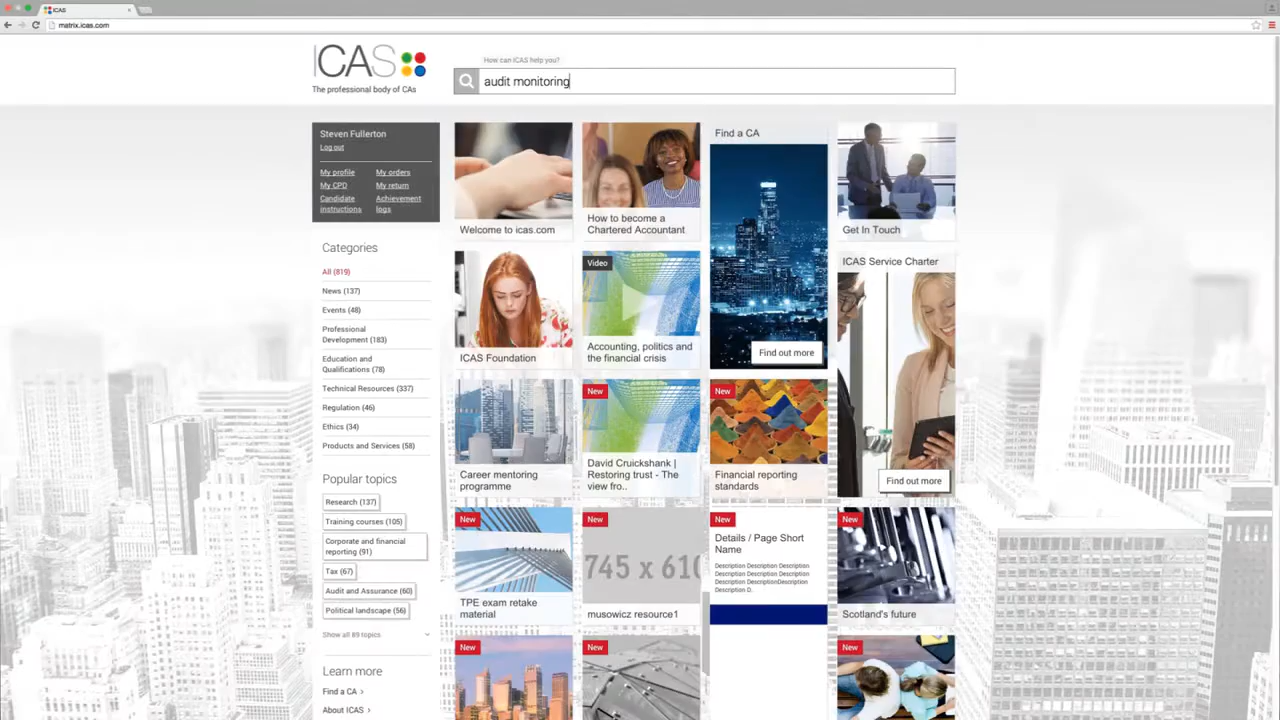 ICAS
matrix.icas.com
ICAS
The professional body of CAs
How can ICAS help you?
audit monitoring
Steven Fullerton
Log out
My profile
My orders
My CPD
My return
Candidate
instructions
Achievement
logs
Categories
All (819)
News (137)
Events (48)
Professional
Development (183)
Education and
Qualifications (78)
Technical Resources (337)
Regulation (46)
Ethics (34)
Products and Services (58)
Popular topics
Research (137)
Training courses (105)
Corporate and financial
reporting (91)
Tax (67)
Audit and Assurance (60)
Political landscape (56)
Show all 89 topics
Learn more
Find a CA
About ICAS
Welcome to icas.com
How to become a
Chartered Accountant
Find a CA
Find out more
Get In Touch
ICAS Foundation
Video
Accounting, politics and
the financial crisis
ICAS Service Charter
Find out more
Career mentoring
programme
New
David Cruickshank |
Restoring trust - The
view fro..
New
Financial reporting
standards
New
TPE exam retake
material
New
745 x 610
musowicz resource1
New
Details / Page Short
Name
Description Description Description
Description Description Description
Description DescriptionDescription
Description D.
New
Scotland's future
New
New
New